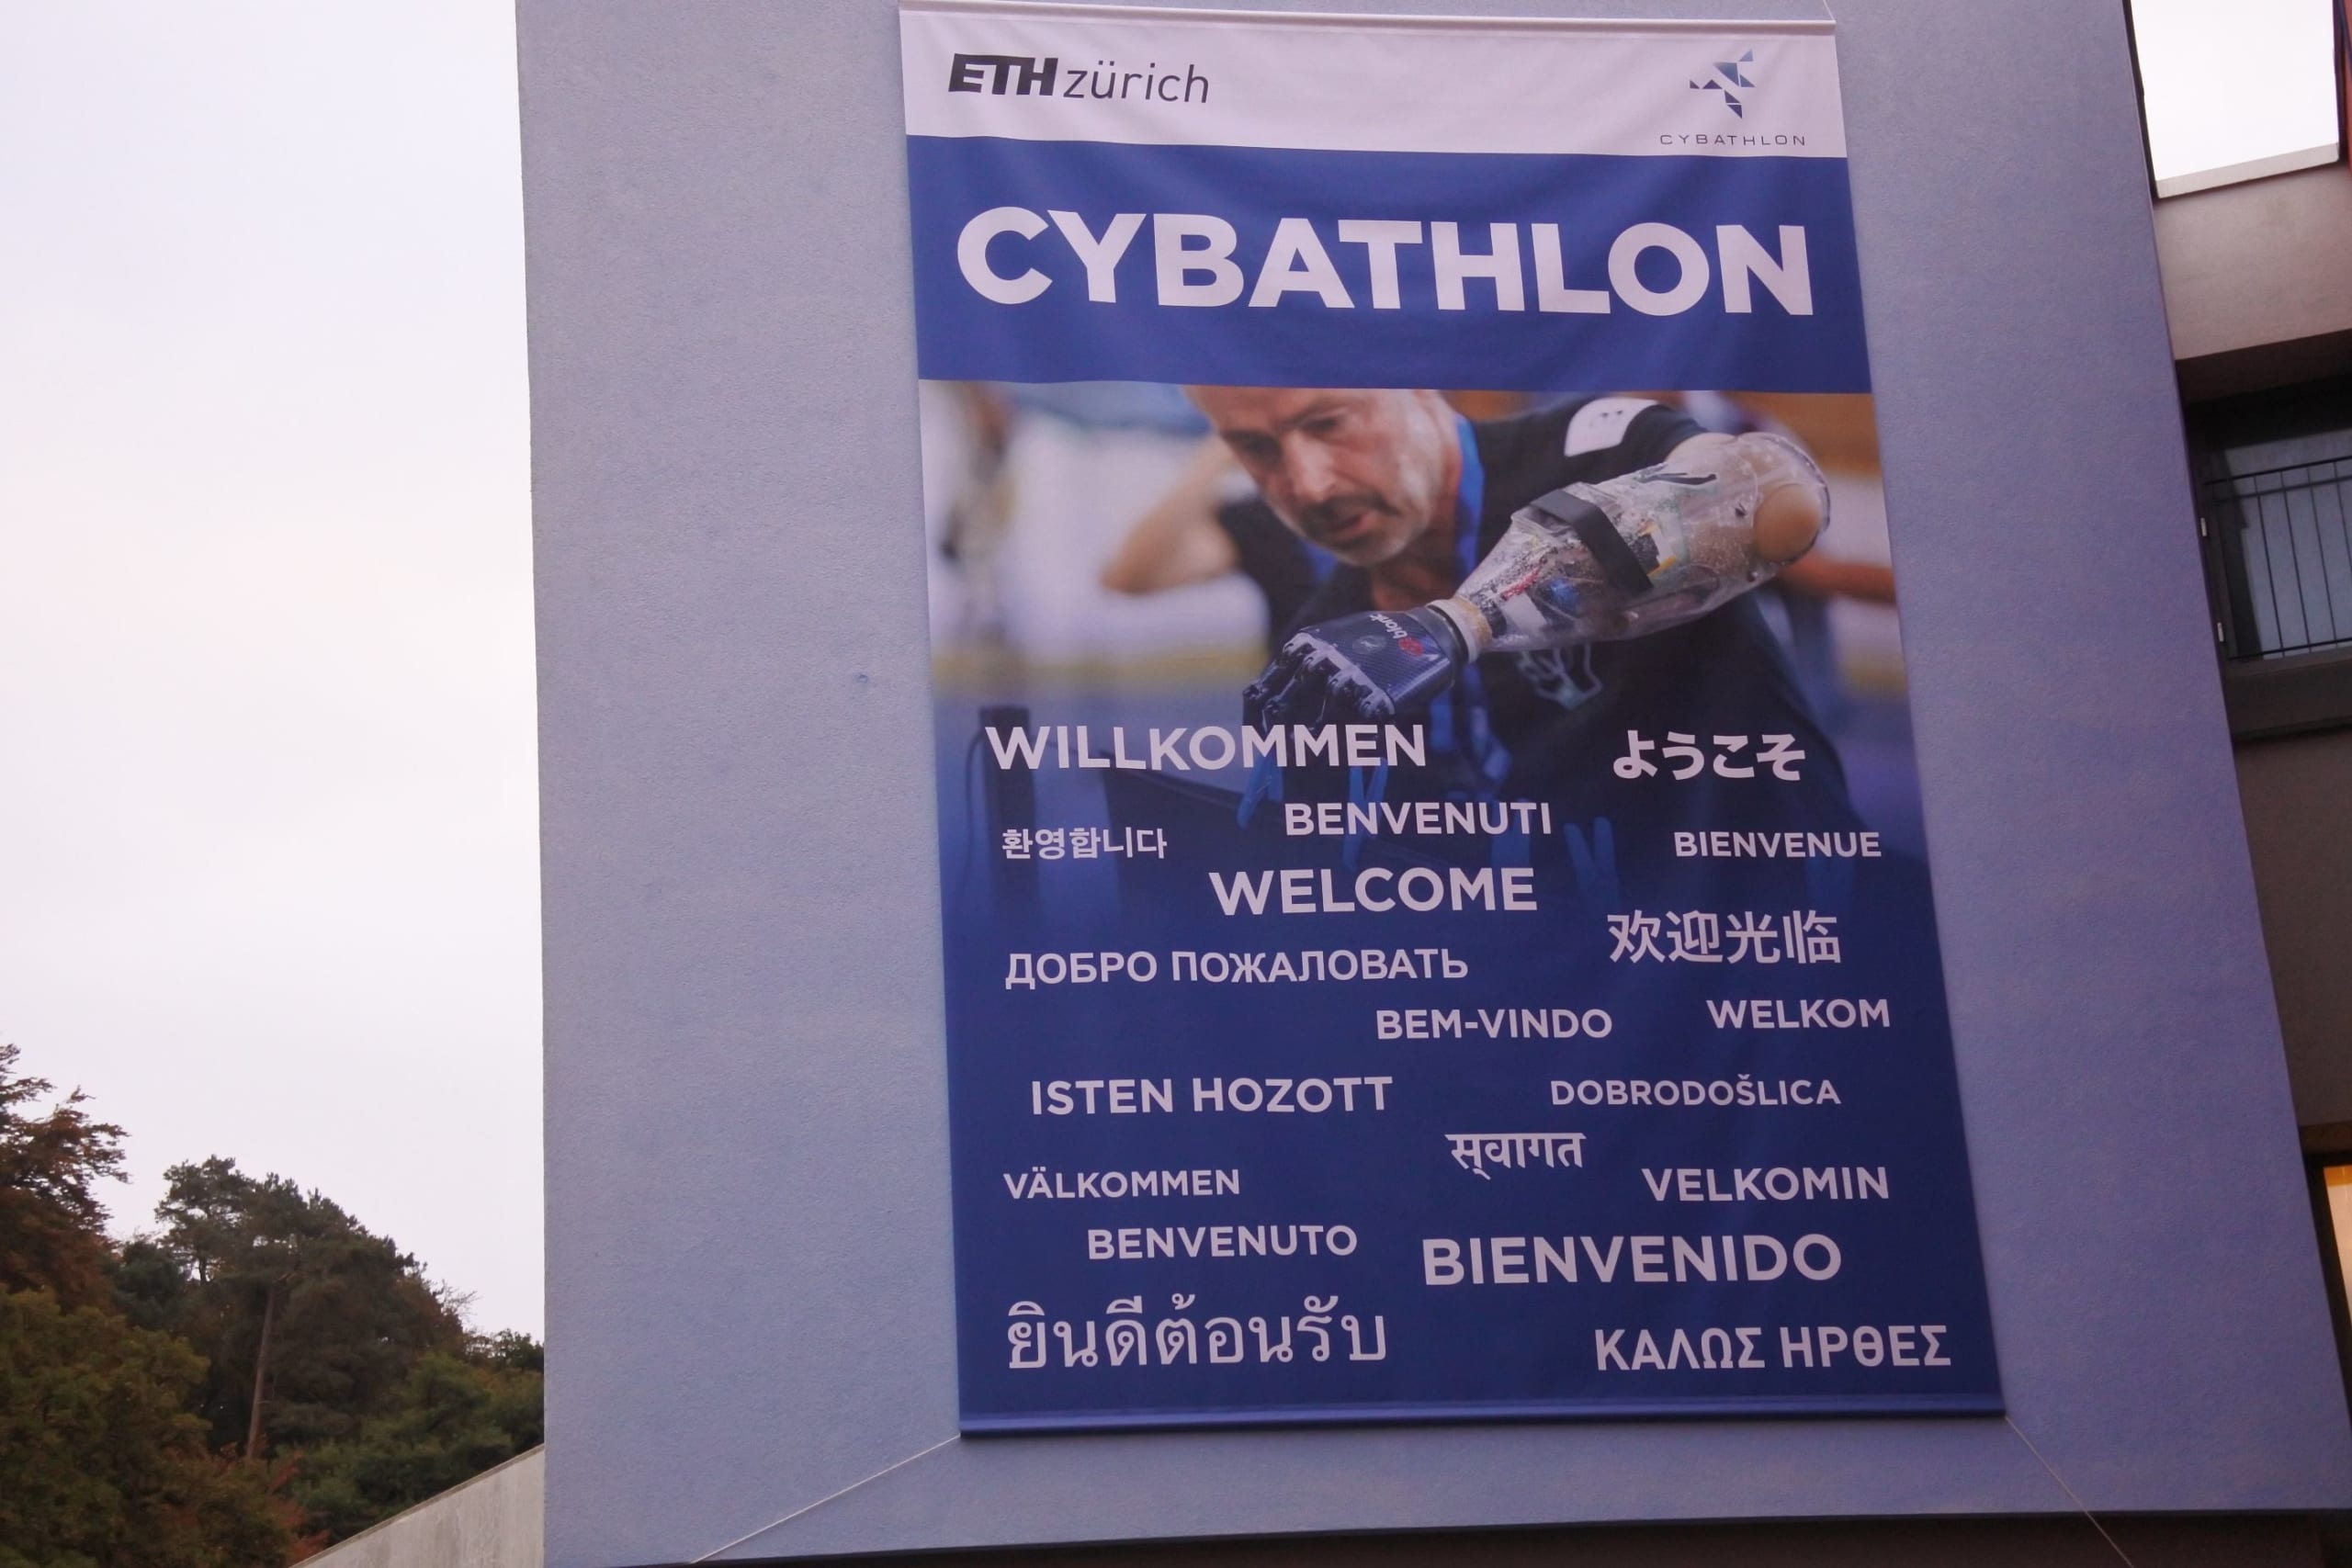 ETH zürich
CYBATHLON
CYBATHLON
WILLKOMMEN
ようこそ
BENVENUTI
환영합니다
BIENVENUE
WELCOME
欢迎光临
ДОБРО ПОЖАЛОВАТЬ
BEM-VINDO
WELKOM
ISTEN HOZOTT
DOBRODOŠLICA
स्वागत
VÄLKOMMEN
VELKOMIN
BENVENUTO
BIENVENIDO
ยินดีต้อนรับ
ΚΑΛΩΣ ΗΡΘΕΣ